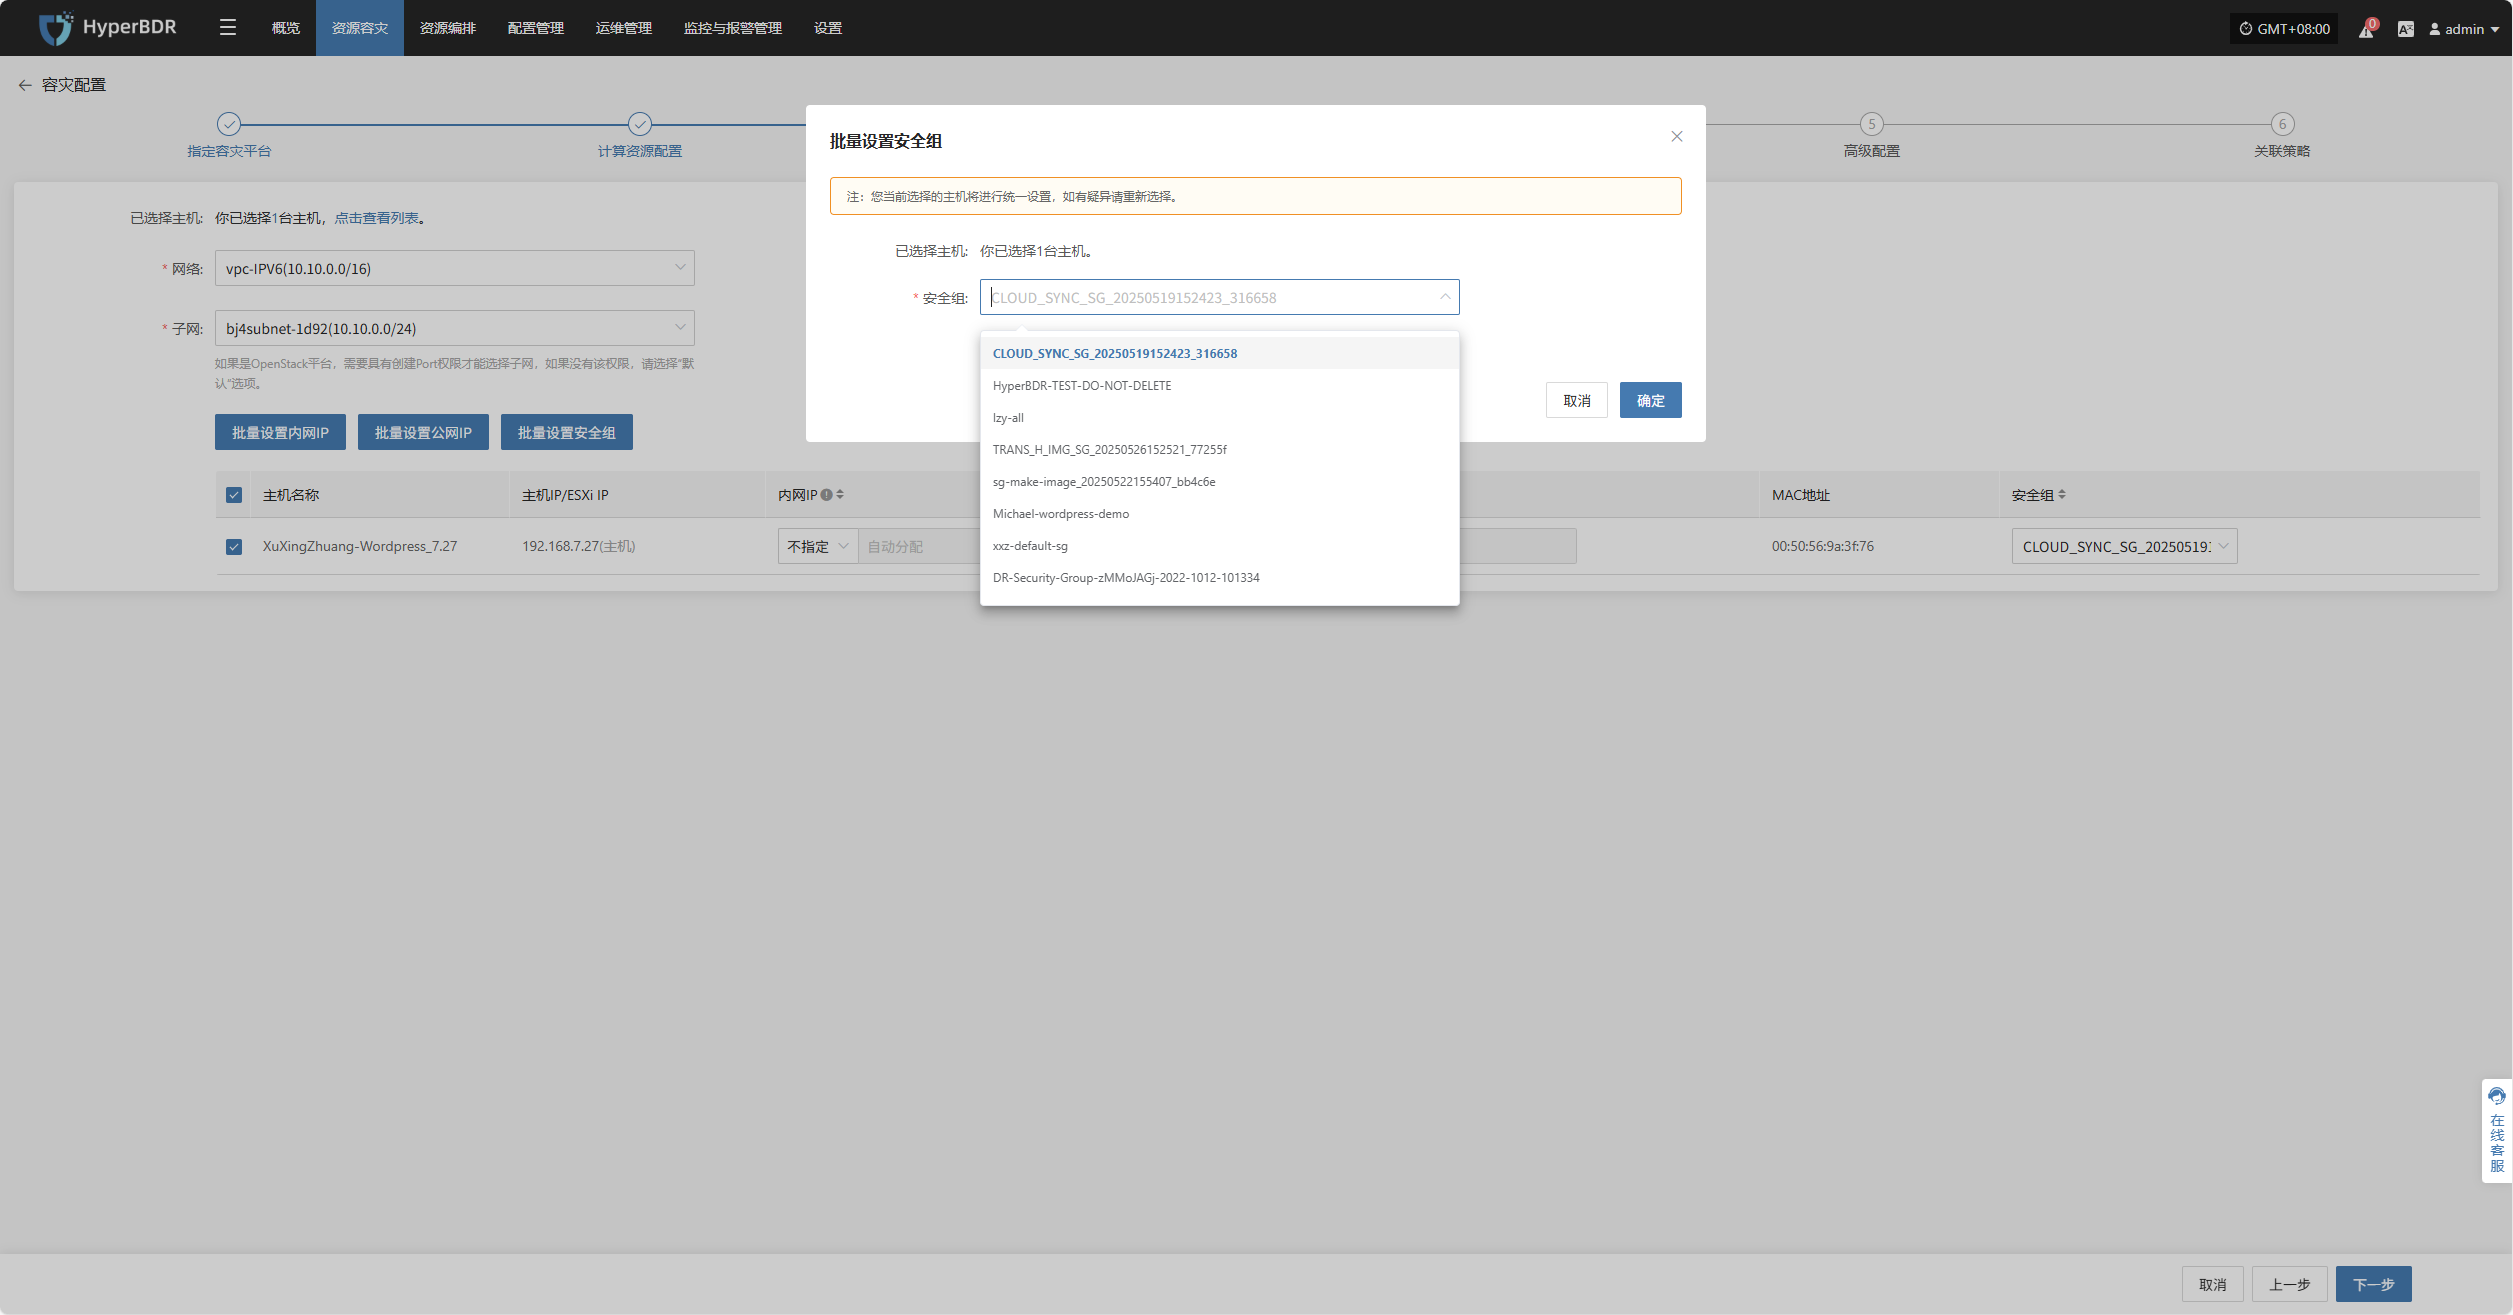 HyperBDR
概览
资源容灾
资源编排
配置管理
运维管理
监控与报警管理
设置
GMT+08:00
0
admin
容灾配置
指定容灾平台
计算资源配置
5
高级配置
6
关联策略
已选择主机: 你已选择1台主机，点击查看列表。
* 网络: vpc-IPV6(10.10.0.0/16)
* 子网: bj4subnet-1d92(10.10.0.0/24)
如果是OpenStack平台，需要具有创建Port权限才能选择子网，如果没有该权限，请选择"默
认"选项。
批量设置内网IP
批量设置公网IP
批量设置安全组
主机名称
主机IP/ESXi IP
内网IP
MAC地址
安全组
XuXingZhuang-Wordpress_7.27
192.168.7.27(主机)
不指定
自动分配
00:50:56:9a:3f:76
CLOUD_SYNC_SG_20250519
批量设置安全组
注：您当前选择的主机将进行统一设置，如有疑异请重新选择。
已选择主机: 你已选择1台主机。
* 安全组: CLOUD_SYNC_SG_20250519152423_316658
CLOUD_SYNC_SG_20250519152423_316658
HyperBDR-TEST-DO-NOT-DELETE
lzy-all
TRANS_H_IMG_SG_20250526152521_77255f
sg-make-image_20250522155407_bb4c6e
Michael-wordpress-demo
xxz-default-sg
DR-Security-Group-zMMoJAGj-2022-1012-101334
取消
确定
在线客服
取消
上一步
下一步